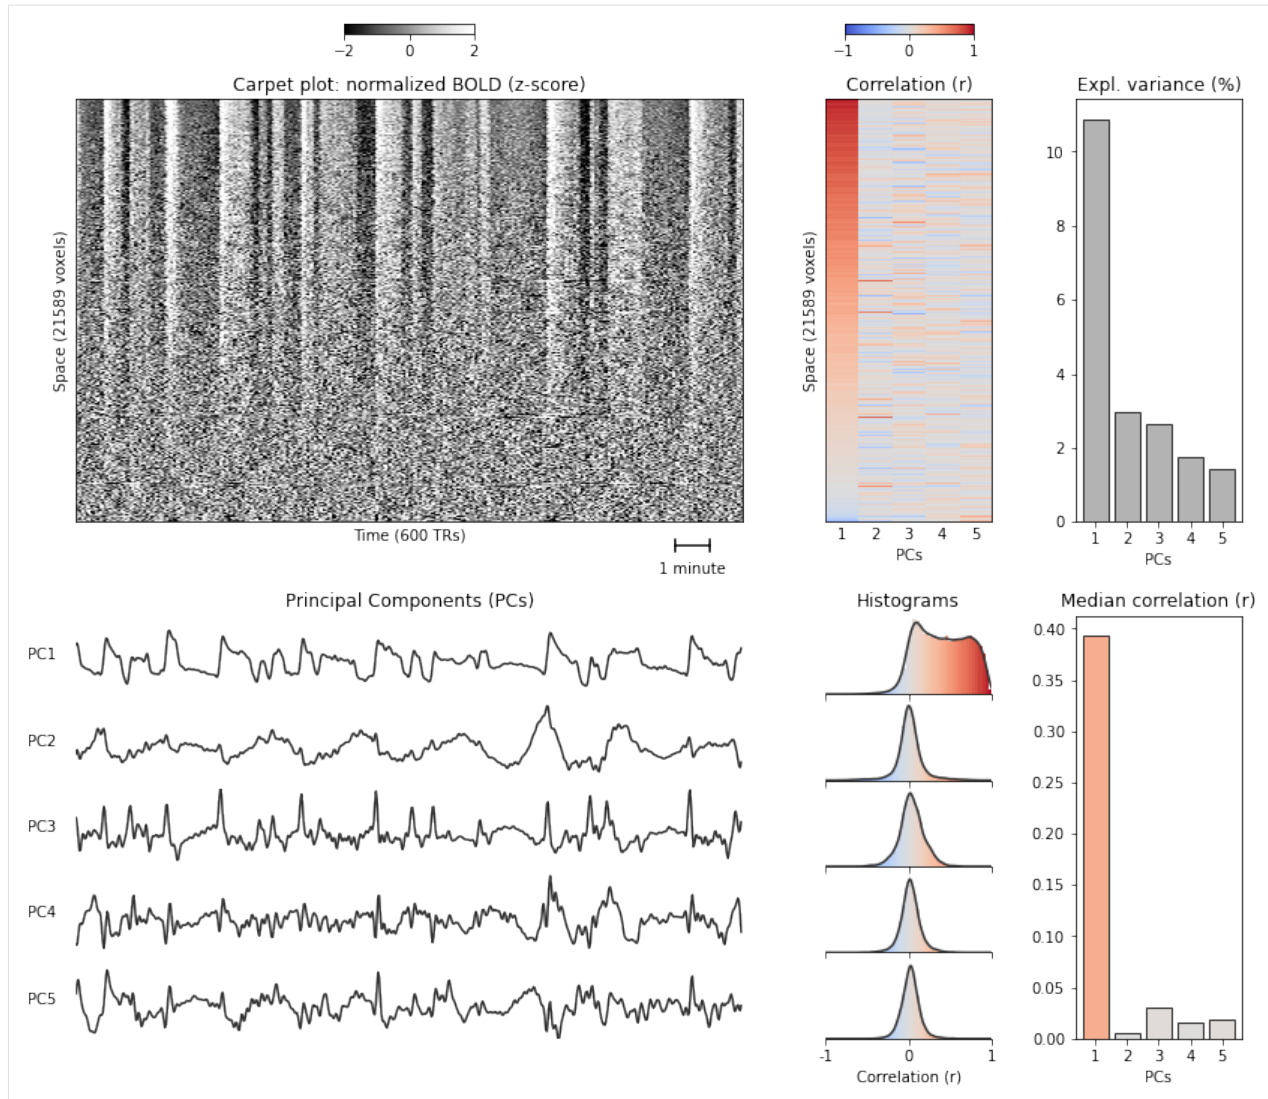 −2 0 2
−1 0 1
Carpet plot: normalized BOLD (z-score)
Space (21589 voxels)
Time (600 TRs)
1 minute
Correlation (r)
Space (21589 voxels)
1 2 3 4 5
PCs
Expl. variance (%)
10
8
6
4
2
0
1 2 3 4 5
PCs
Principal Components (PCs)
PC1
PC2
PC3
PC4
PC5
Histograms
-1 0 1
Correlation (r)
Median correlation (r)
0.40
0.35
0.30
0.25
0.20
0.15
0.10
0.05
0.00
1 2 3 4 5
PCs